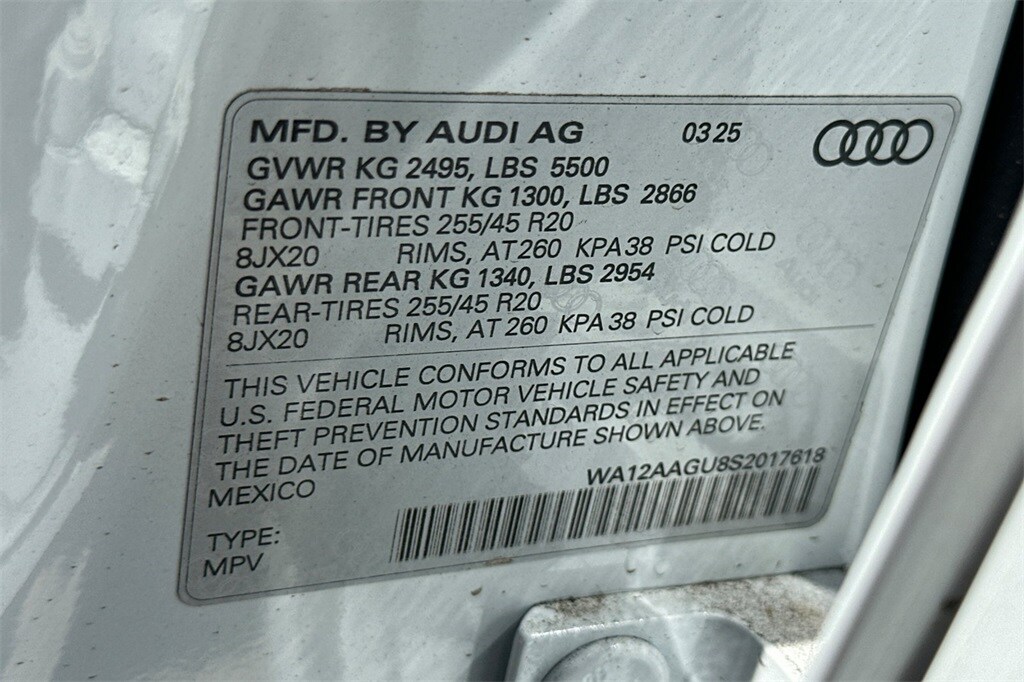 MFD. BY AUDI AG 03 25
GVWR KG 2495, LBS 5500
GAWR FRONT KG 1300, LBS 2866
FRONT-TIRES 255/45 R20
8JX20 RIMS, AT 260 KPA 38 PSI COLD
GAWR REAR KG 1340, LBS 2954
REAR-TIRES 255/45 R20
8JX20 RIMS, AT 260 KPA 38 PSI COLD
THIS VEHICLE CONFORMS TO ALL APPLICABLE
U.S. FEDERAL MOTOR VEHICLE SAFETY AND
THEFT PREVENTION STANDARDS IN EFFECT ON
THE DATE OF MANUFACTURE SHOWN ABOVE.
MEXICO WA12AAGU8S2017618
TYPE:
MPV